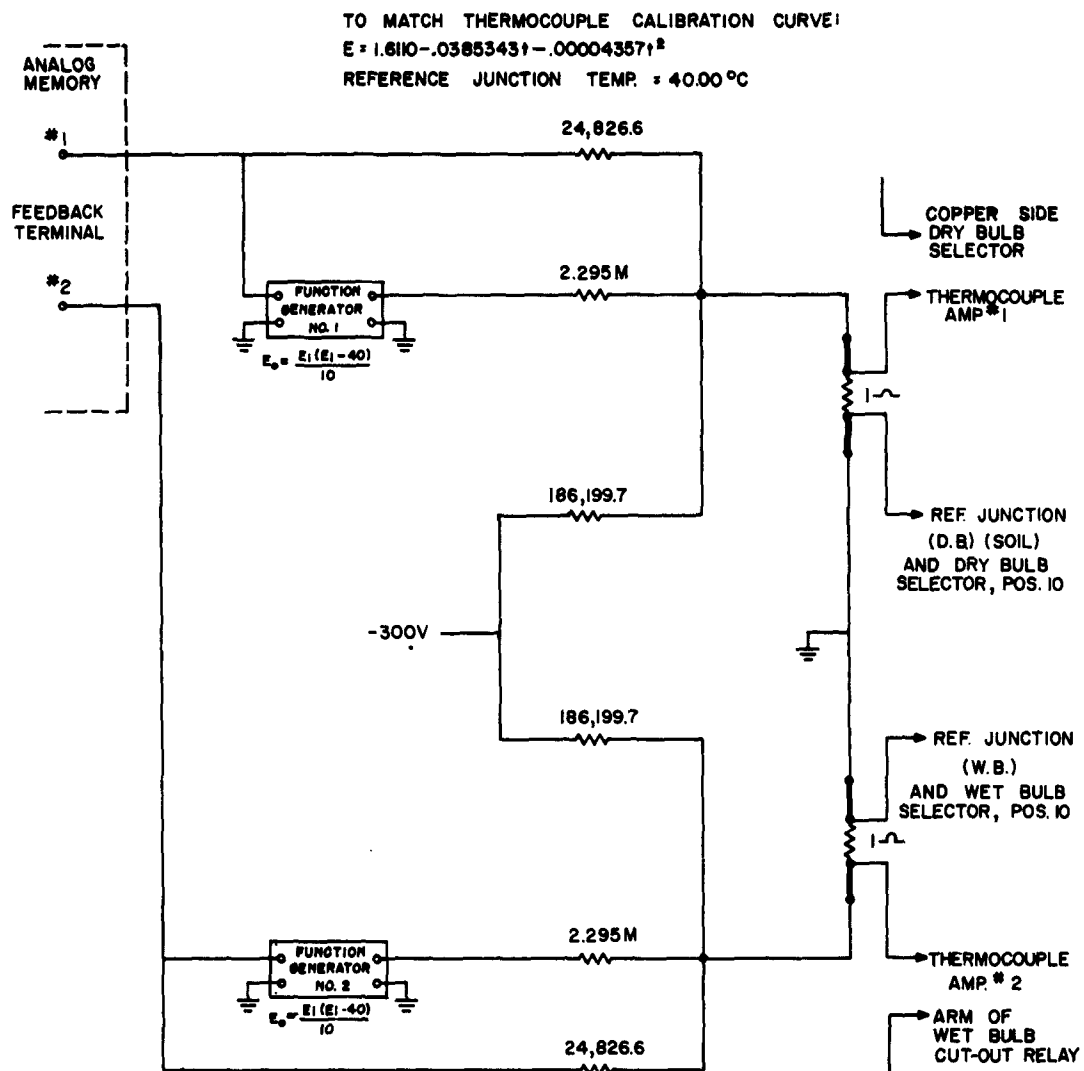 TO MATCH THERMOCOUPLE CALIBRATION CURVE:
E = 1.6110-.0385343t-.00004357t²
REFERENCE JUNCTION TEMP. = 40.00 °C
ANALOG
MEMORY
#1
24,826.6
FEEDBACK
TERMINAL
#2
COPPER SIDE
DRY BULB
SELECTOR
2.295 M
FUNCTION
GENERATOR
NO. 1
E₀ = E₁(E₁-40)
10
THERMOCOUPLE
AMP #1
1
186,199.7
REF. JUNCTION
(D.B.) (SOIL)
AND DRY BULB
SELECTOR, POS. 10
-300V
186,199.7
REF. JUNCTION
(W.B.)
AND WET BULB
SELECTOR, POS. 10
1
2.295 M
FUNCTION
GENERATOR
NO. 2
E₀ = E₁(E₁-40)
10
THERMOCOUPLE
AMP. #2
24,826.6
ARM OF
WET BULB
CUT-OUT RELAY